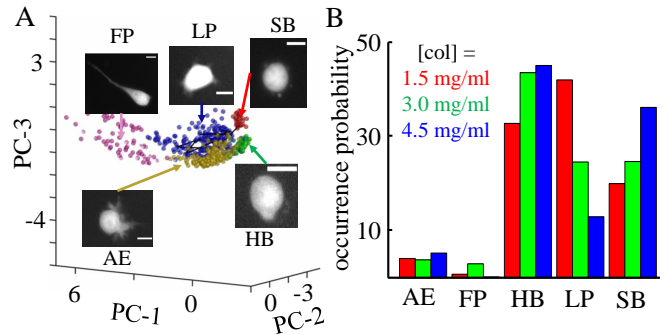 A
FP
LP
SB
3
PC-3
-4
AE
HB
6
0
PC-1
0
-3
PC-2
B
50
30
10
occurrence probability
[col] =
1.5 mg/ml
3.0 mg/ml
4.5 mg/ml
AE FP HB LP SB